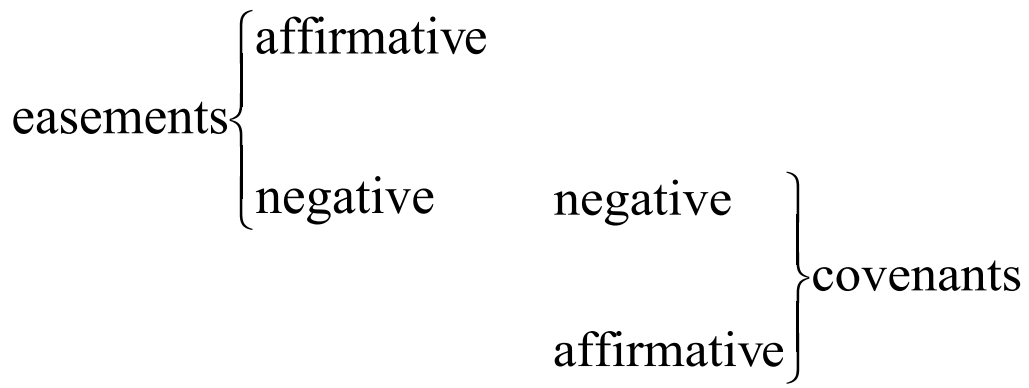 affirmative
easements
negative negative
covenants
affirmative